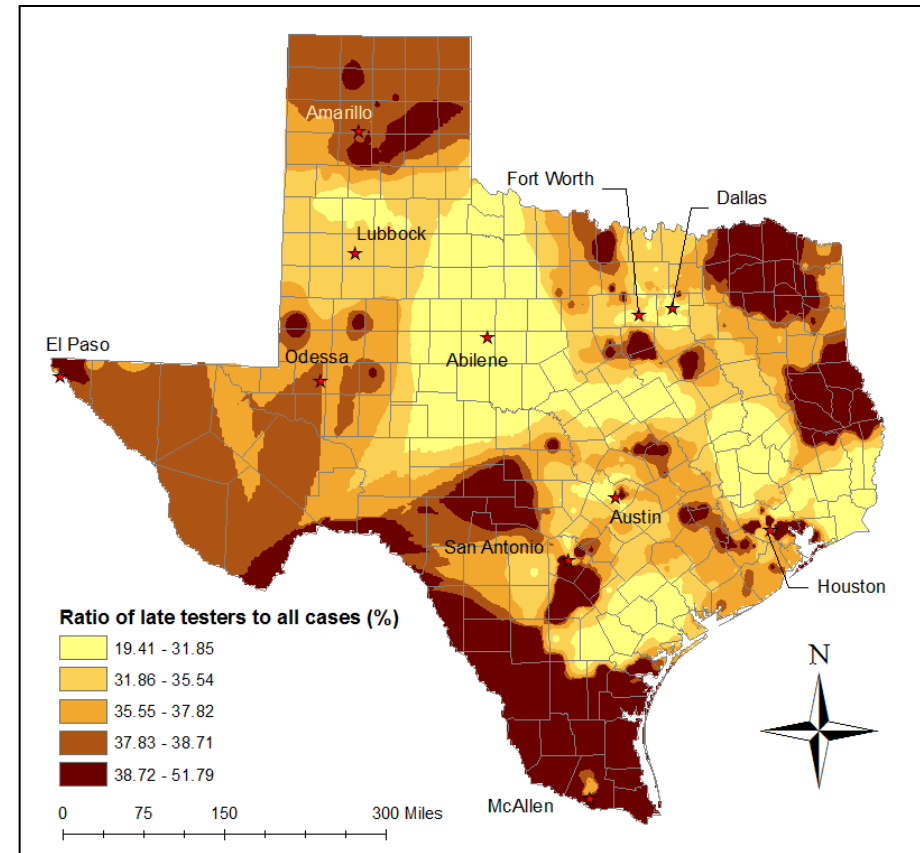 Amarillo
Fort Worth
Dallas
Lubbock
El Paso
Odessa
Abilene
Austin
San Antonio
Houston
Ratio of late testers to all cases (%)
19.41 - 31.85
31.86 - 35.54
35.55 - 37.82
37.83 - 38.71
38.72 - 51.79
N
McAllen
0 75 150 300 Miles